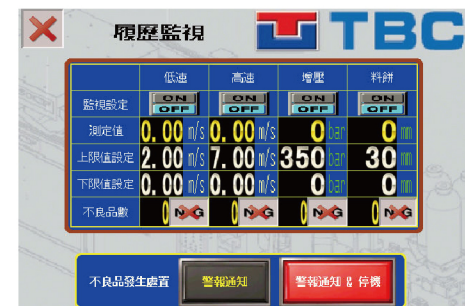 履歷監視 TBC
低速 高速 增壓 料餅
監視設定 ON OFF ON OFF ON OFF ON OFF
測定值 0.00 m/s 0.00 m/s 0 bar 0 mm
上限值設定 2.00 m/s 7.00 m/s 350 bar 30 mm
下限值設定 0.00 m/s 0.00 m/s 0 bar 0 mm
不良品數 0 NG 0 NG 0 NG 0 NG
不良品發生處置 警報通知 警報通知 & 停機